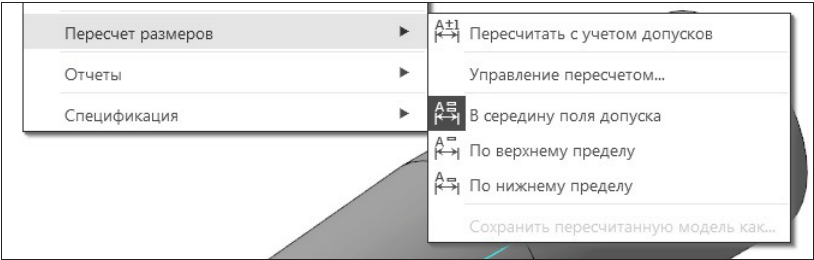 Пересчет размеров
Отчеты
Спецификация
A±1 Пересчитать с учетом допусков
Управление пересчетом...
A В середину поля допуска
A По верхнему пределу
A По нижнему пределу
Сохранить пересчитанную модель как...